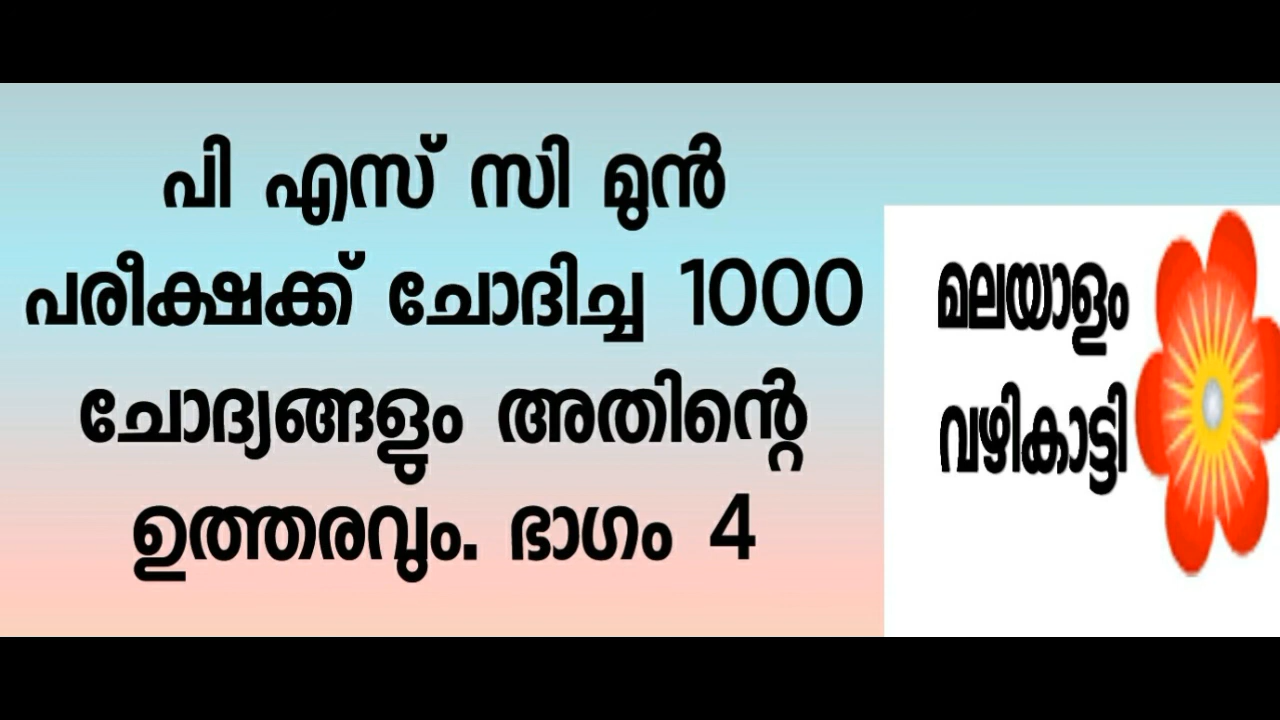 പി എസ് സി മുൻ
പരീക്ഷക്ക് ചോദിച്ച 1000
ചോദ്യങ്ങളും അതിന്റെ
ഉത്തരവും. ഭാഗം 4
മലയാളം
വഴികാട്ടി